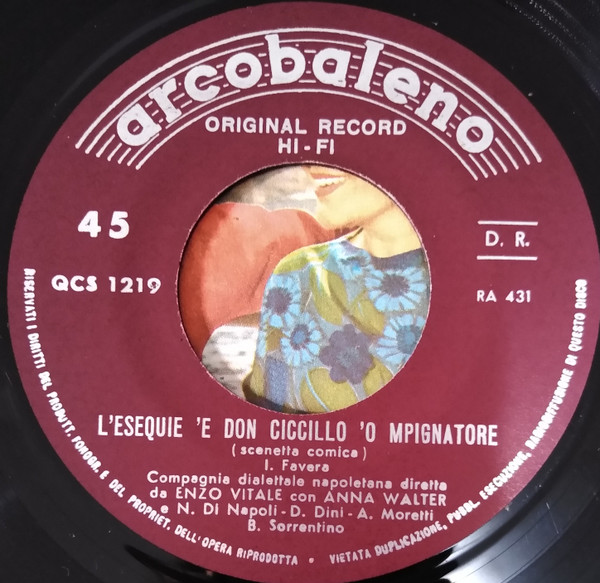 arcobaleno
ORIGINAL RECORD
HI-FI
45
D. R.
QCS 1219
RA 431
L'ESEQUIE 'E DON CICCILLO 'O MPIGNATORE
(scenetta comica)
I. Favera
Compagnia dialettale napoletana diretta
da ENZO VITALE con ANNA WALTER
e N. Di Napoli - D. Dini - A. Moretti
B. Sorrentino
RISERVATI I DIRITTI DEL PRODUTT. FONOGR. E DEL PROPRIET. DELL'OPERA RIPRODOTTA • VIETATA DUPLICAZIONE, PUBBL. ESECUZIONE, RADIODIFFUSIONE DI QUESTO DISCO